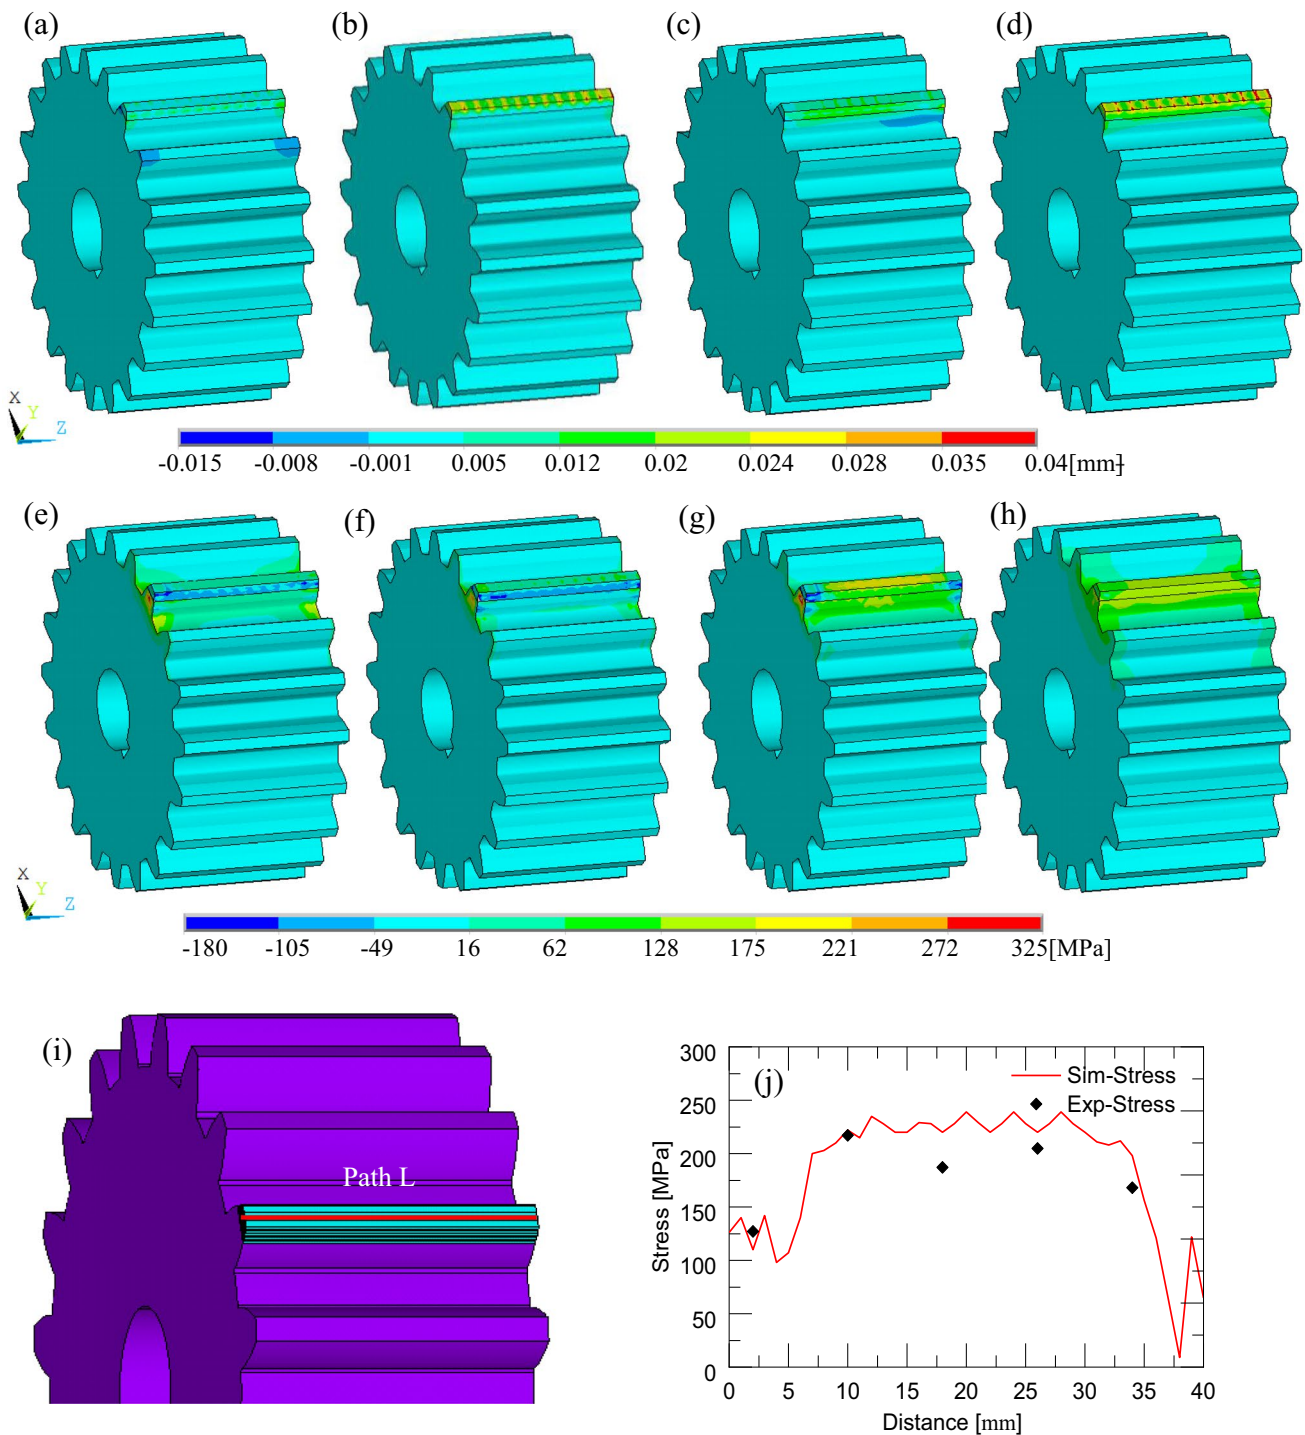 (a) (b) (c) (d)
X
Y
Z
-0.015 -0.008 -0.001 0.005 0.012 0.02 0.024 0.028 0.035 0.04[mm]
(e) (f) (g) (h)
X
Y
Z
-180 -105 -49 16 62 128 175 221 272 325[MPa]
(i)
Path L
(j)
Sim-Stress
Exp-Stress
Stress [MPa]
300
250
200
150
100
50
0
0 5 10 15 20 25 30 35 40
Distance [mm]